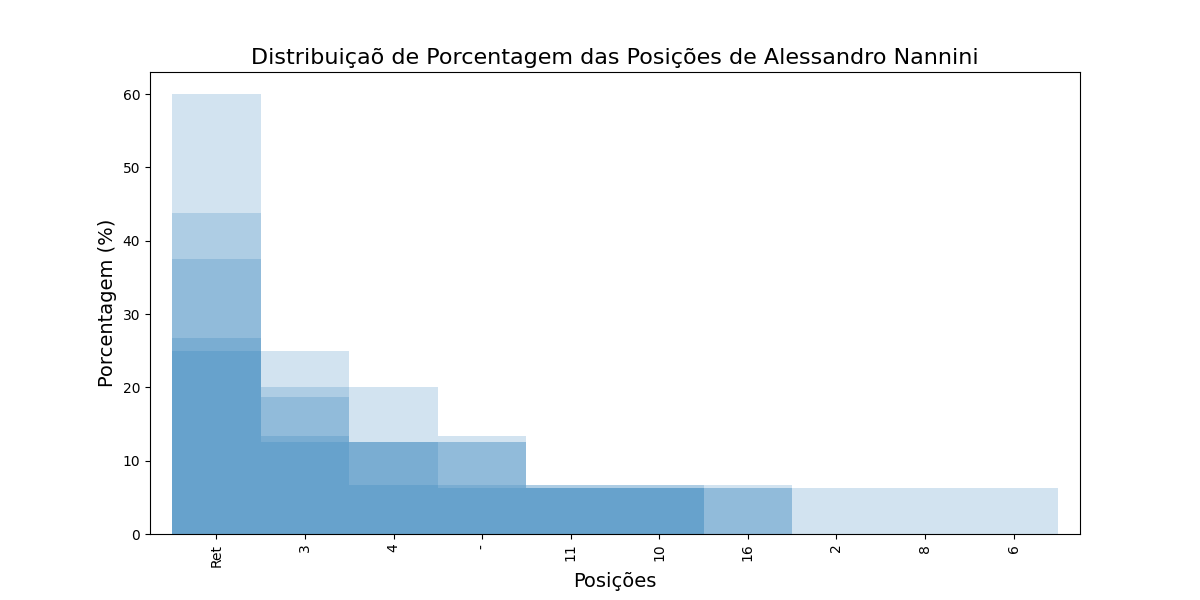 Distribuiçaõ de Porcentagem das Posições de Alessandro Nannini
Porcentagem (%)
60
50
40
30
20
10
0
Ret 3 4 - 11 10 16 2 8 6
Posições